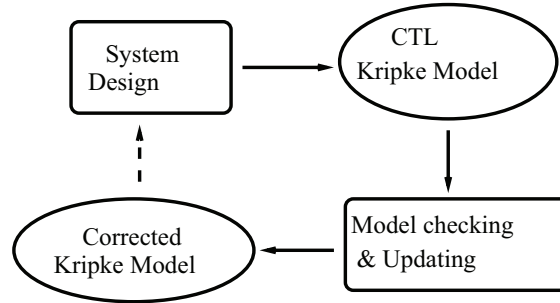 System
Design
CTL
Kripke Model
Model checking
& Updating
Corrected
Kripke Model